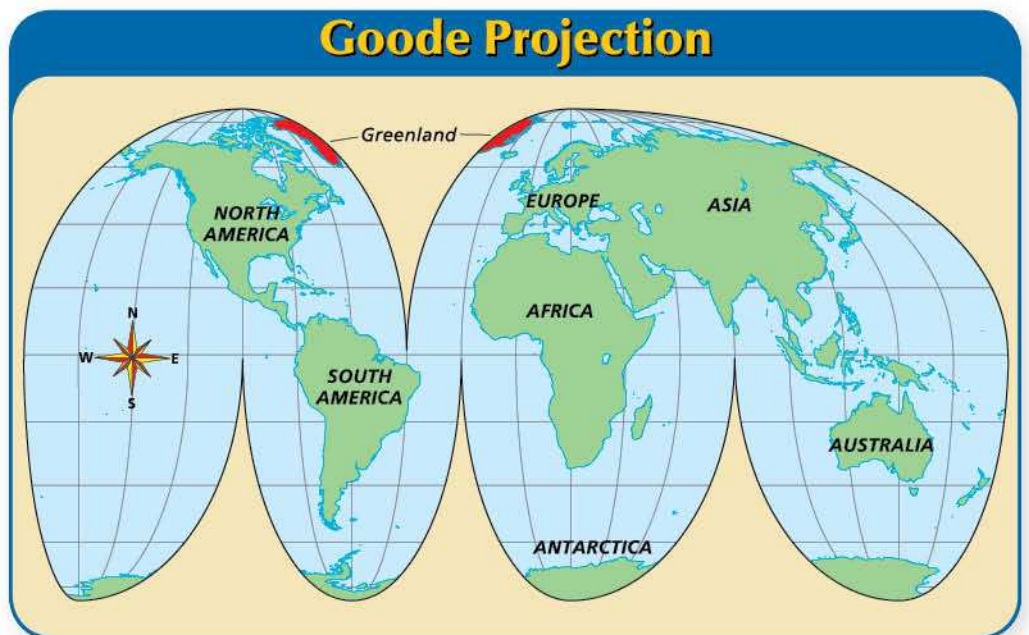 Goode Projection
Greenland
NORTH
AMERICA
EUROPE
ASIA
AFRICA
N
W
E
S
SOUTH
AMERICA
AUSTRALIA
ANTARCTICA